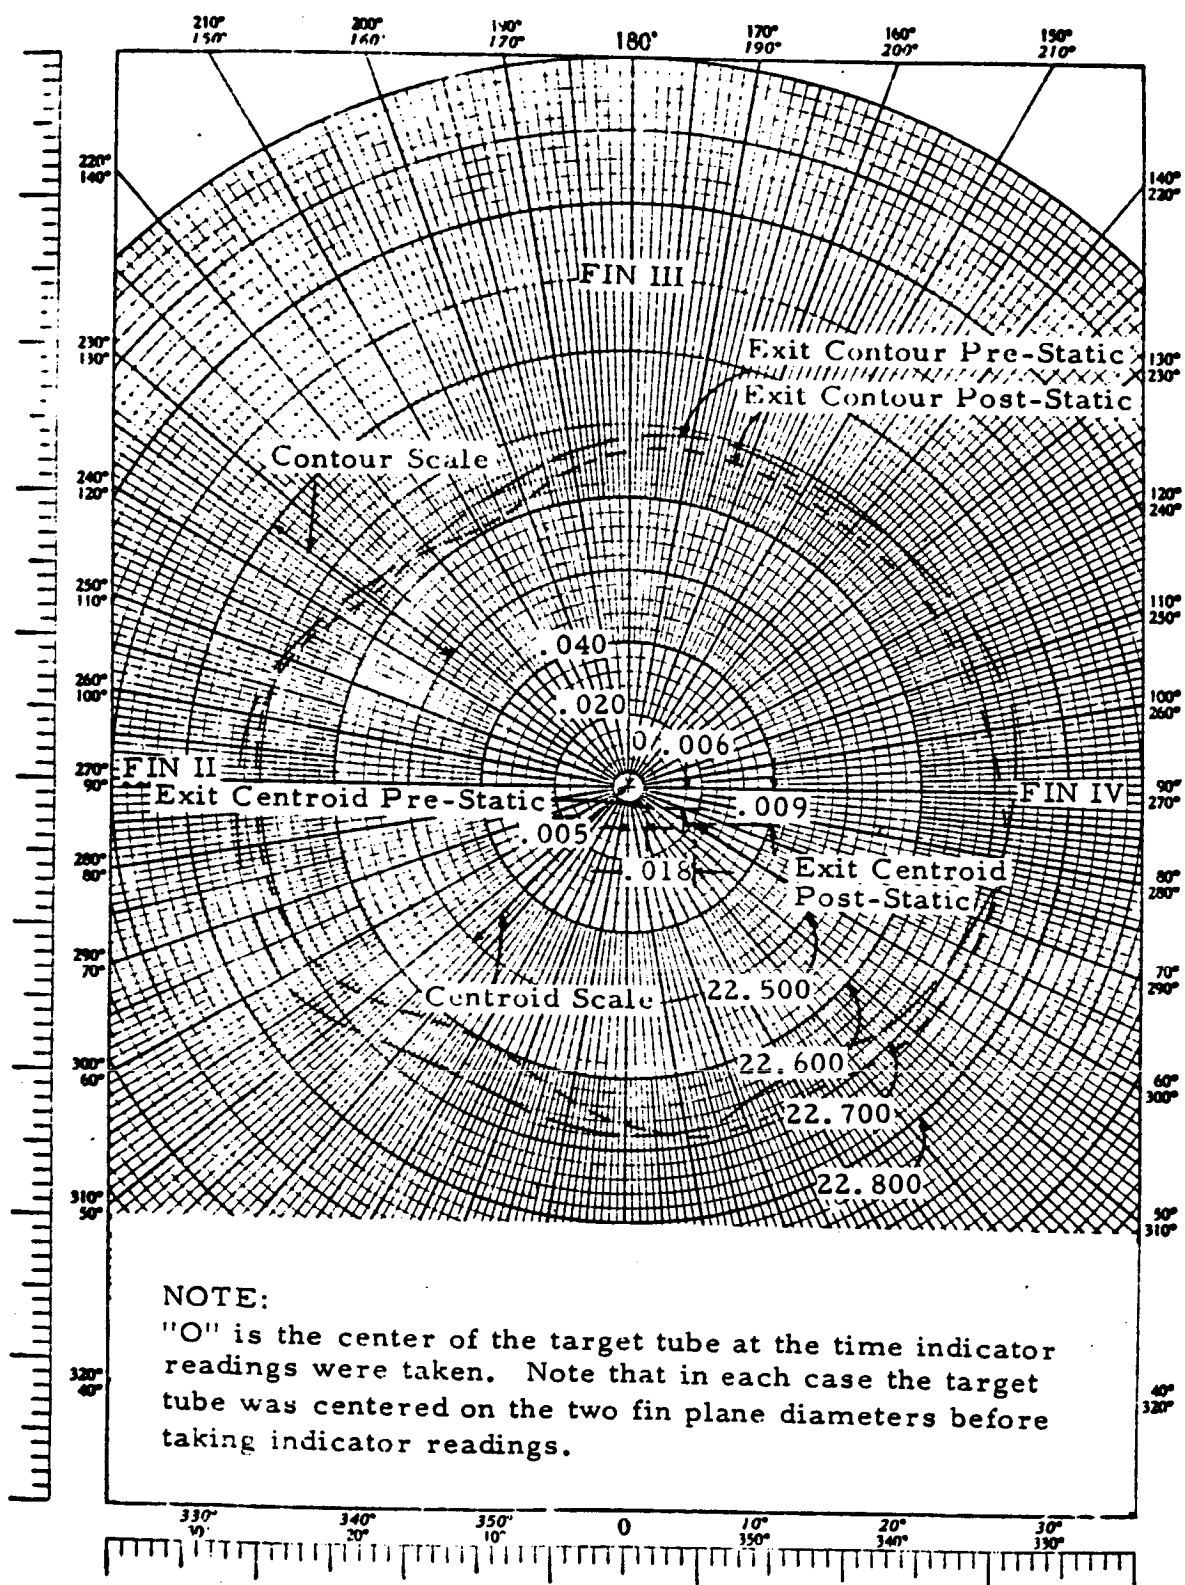 210° 200° 190° 180° 170° 160° 150°
150° 160° 170° 190° 200° 210°
220°
140°
140°
220°
FIN III
230°
130°
Exit Contour Pre-Static
130°
230°
Exit Contour Post-Static
Contour Scale
240°
120°
120°
240°
250°
110°
110°
250°
.040
260°
100°
.020
100°
260°
0 .006
270°
90°
FIN II
FIN IV
90°
270°
Exit Centroid Pre-Static
.009
.005
280°
80°
.018
Exit Centroid
Post-Static
80°
280°
290°
70°
70°
290°
Centroid Scale
22.500
300°
60°
22.600
60°
300°
22.700
22.800
310°
50°
50°
310°
NOTE:
"O" is the center of the target tube at the time indicator
readings were taken. Note that in each case the target
tube was centered on the two fin plane diameters before
taking indicator readings.
320°
40°
40°
320°
330° 340° 350° 0 10° 20° 30°
20° 10° 350° 340° 330°